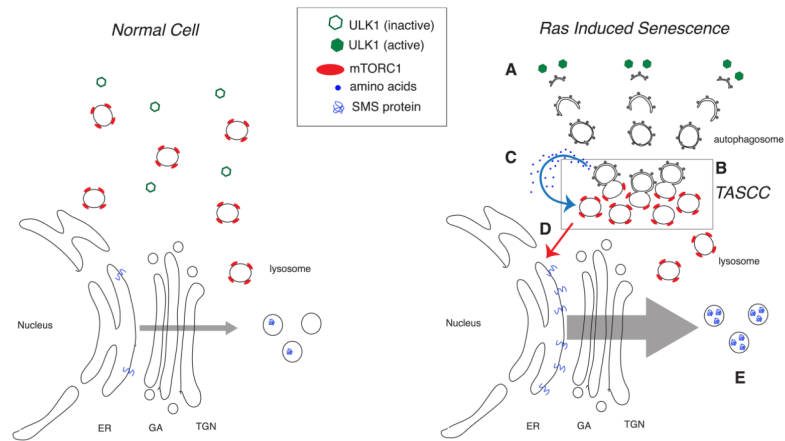 Normal Cell
ULK1 (inactive)
ULK1 (active)
mTORC1
amino acids
SMS protein
Ras Induced Senescence
A
autophagosome
C
B
TASCC
D
lysosome
lysosome
Nucleus
Nucleus
E
ER
GA
TGN
ER
GA
TGN